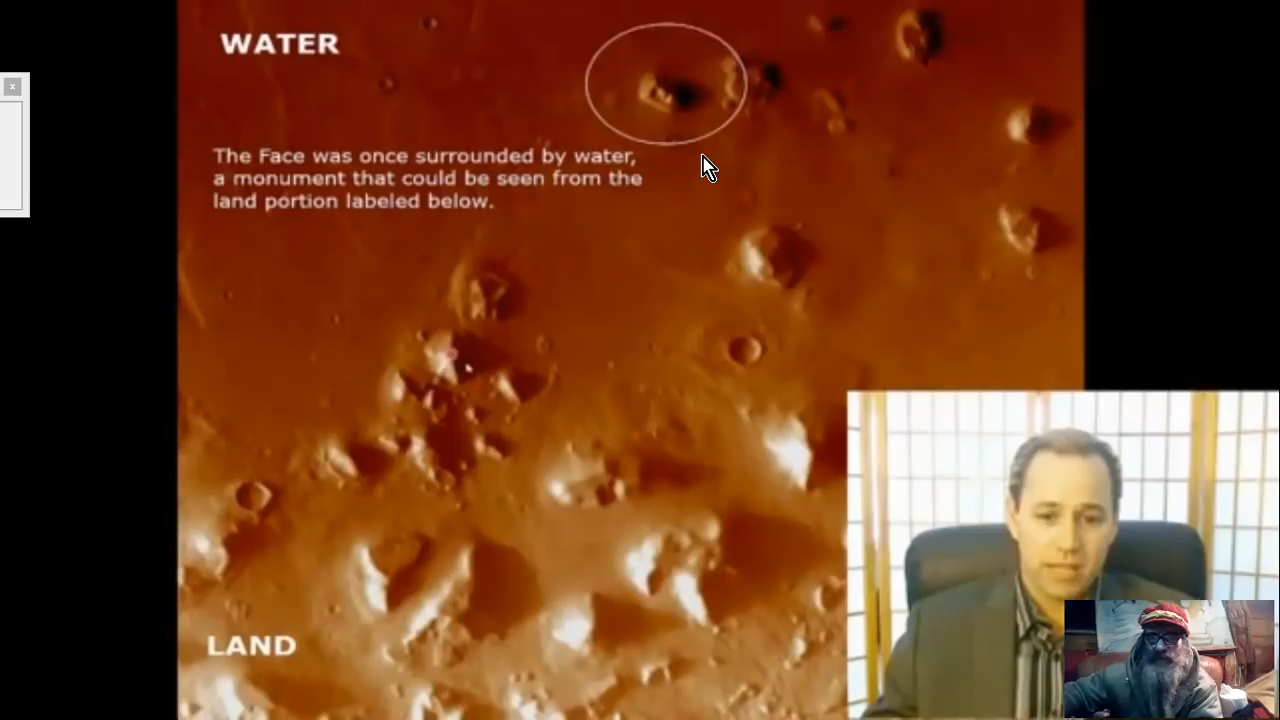 WATER
The Face was once surrounded by water,
a monument that could be seen from the
land portion labeled below.
LAND
x